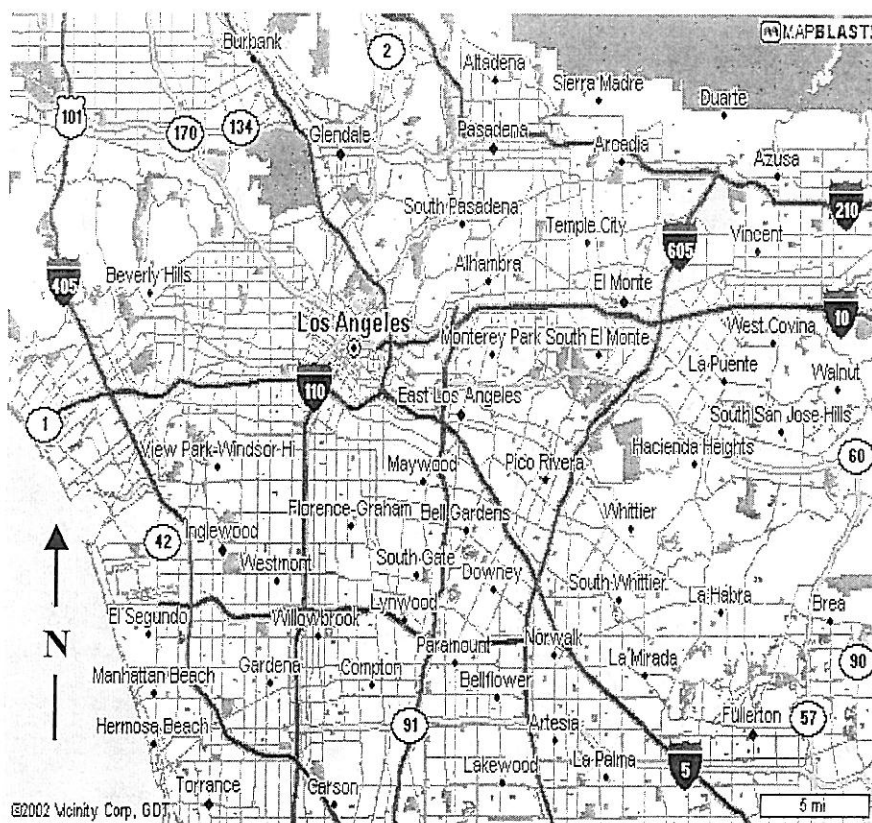 MAPBLAST
Burbank
2
Altadena
Sierra Madre
Duarte
101
170
134
Glendale
Pasadena
Arcadia
Azusa
210
South Pasadena
Temple City
605
Vincent
405
Beverly Hills
Alhambra
El Monte
10
Los Angeles
Monterey Park
South El Monte
West Covina
La Puente
Walnut
110
1
East Los Angeles
South San Jose Hills
View Park-Windsor Hi
Maywood
Pico Rivera
Hacienda Heights
60
Florence-Graham
Bell Gardens
Whittier
42
Inglewood
Westmont
South Gate
Downey
South Whittier
La Habra
Brea
El Segundo
Willowbrook
Lynwood
N
Paramount
Norwalk
La Mirada
90
Manhattan Beach
Gardena
Compton
Bellflower
Hermosa Beach
91
Artesia
Fullerton
57
Torrance
Carson
Lakewood
La Palma
5
©2002 Vicinity Corp, GDT
5 mi